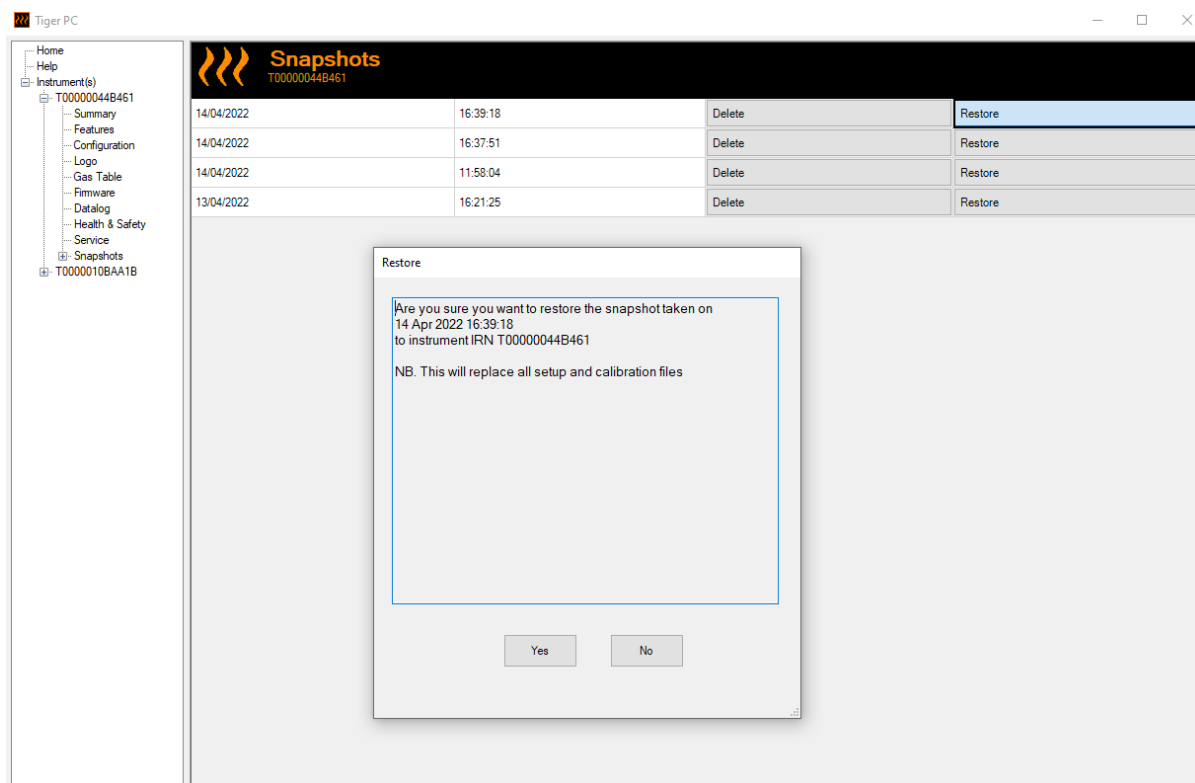 Tiger PC
Home
Help
Instrument(s)
T00000044B461
Summary
Features
Configuration
Logo
Gas Table
Firmware
Datalog
Health & Safety
Service
Snapshots
T0000010BAA1B
Snapshots
T00000044B461
14/04/2022 16:39:18 Delete Restore
14/04/2022 16:37:51 Delete Restore
14/04/2022 11:58:04 Delete Restore
13/04/2022 16:21:25 Delete Restore
Restore
Are you sure you want to restore the snapshot taken on
14 Apr 2022 16:39:18
to instrument IRN T00000044B461
NB. This will replace all setup and calibration files
Yes No